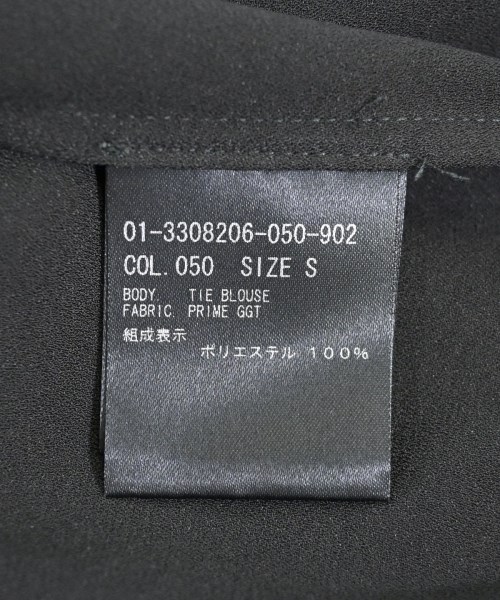 01-3308206-050-902
COL. 050 SIZE S
BODY. TIE BLOUSE
FABRIC. PRIME GGT
組成表示
ポリエステル 100%